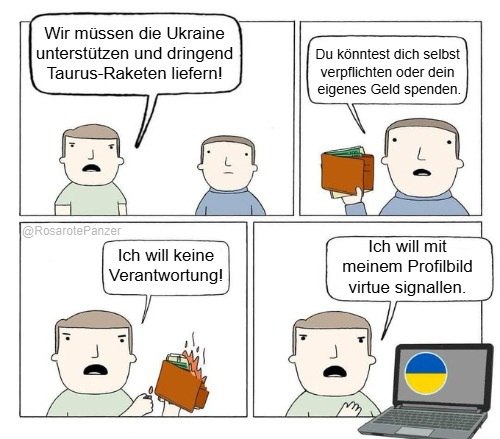 Wir müssen die Ukraine
unterstützen und dringend
Taurus-Raketen liefern!
Du könntest dich selbst
verpflichten oder dein
eigenes Geld spenden.
@RosarotePanzer
Ich will keine
Verantwortung!
Ich will mit
meinem Profilbild
virtue signallen.